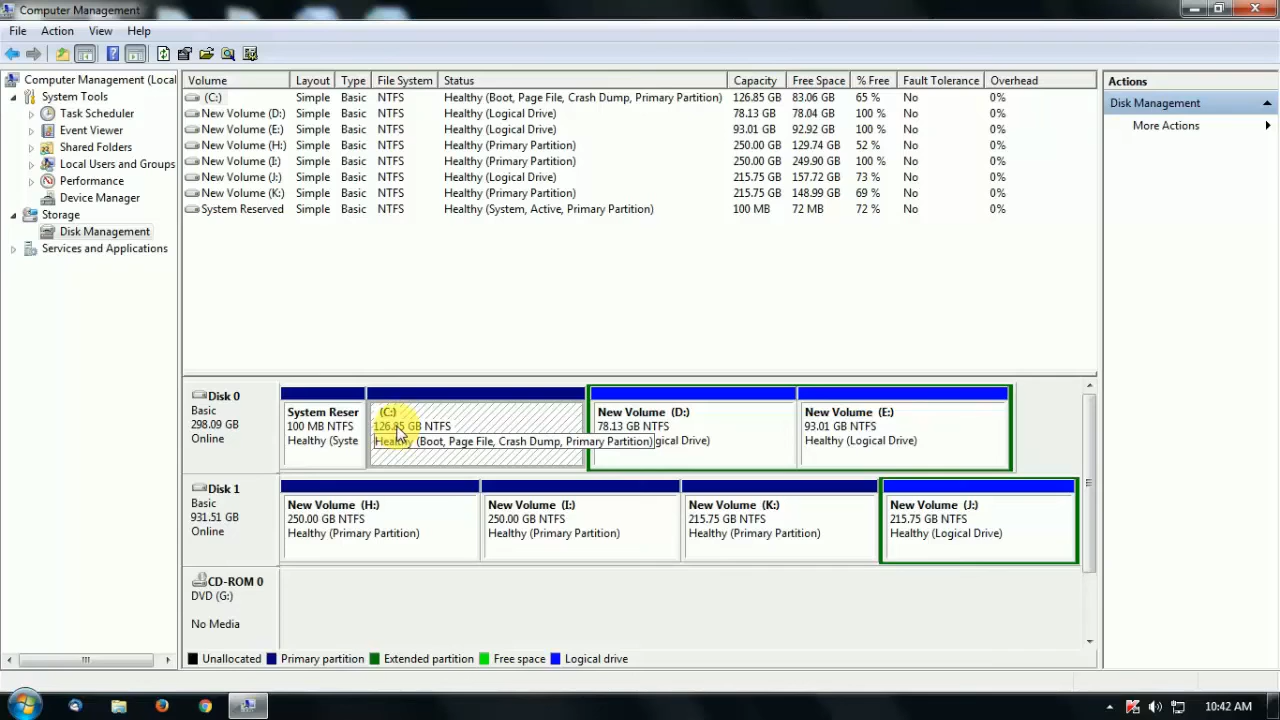 Computer Management
File Action View Help
Computer Management (Local
System Tools
Task Scheduler
Event Viewer
Shared Folders
Local Users and Groups
Performance
Device Manager
Storage
Disk Management
Services and Applications
Volume Layout Type File System Status Capacity Free Space % Free Fault Tolerance Overhead
(C:) Simple Basic NTFS Healthy (Boot, Page File, Crash Dump, Primary Partition) 126.85 GB 83.06 GB 65 % No 0%
New Volume (D:) Simple Basic NTFS Healthy (Logical Drive) 78.13 GB 78.04 GB 100 % No 0%
New Volume (E:) Simple Basic NTFS Healthy (Logical Drive) 93.01 GB 92.92 GB 100 % No 0%
New Volume (H:) Simple Basic NTFS Healthy (Primary Partition) 250.00 GB 129.74 GB 52 % No 0%
New Volume (I:) Simple Basic NTFS Healthy (Primary Partition) 250.00 GB 249.90 GB 100 % No 0%
New Volume (J:) Simple Basic NTFS Healthy (Logical Drive) 215.75 GB 157.72 GB 73 % No 0%
New Volume (K:) Simple Basic NTFS Healthy (Primary Partition) 215.75 GB 148.99 GB 69 % No 0%
System Reserved Simple Basic NTFS Healthy (System, Active, Primary Partition) 100 MB 72 MB 72 % No 0%
Actions
Disk Management
More Actions
Disk 0
Basic
298.09 GB
Online
System Reser
100 MB NTFS
Healthy (Syste
(C:)
126.85 GB NTFS
Healthy (Boot, Page File, Crash Dump, Primary Partition)
New Volume (D:)
78.13 GB NTFS
gical Drive)
New Volume (E:)
93.01 GB NTFS
Healthy (Logical Drive)
Disk 1
Basic
931.51 GB
Online
New Volume (H:)
250.00 GB NTFS
Healthy (Primary Partition)
New Volume (I:)
250.00 GB NTFS
Healthy (Primary Partition)
New Volume (K:)
215.75 GB NTFS
Healthy (Primary Partition)
New Volume (J:)
215.75 GB NTFS
Healthy (Logical Drive)
CD-ROM 0
DVD (G:)
No Media
Unallocated Primary partition Extended partition Free space Logical drive
10:42 AM